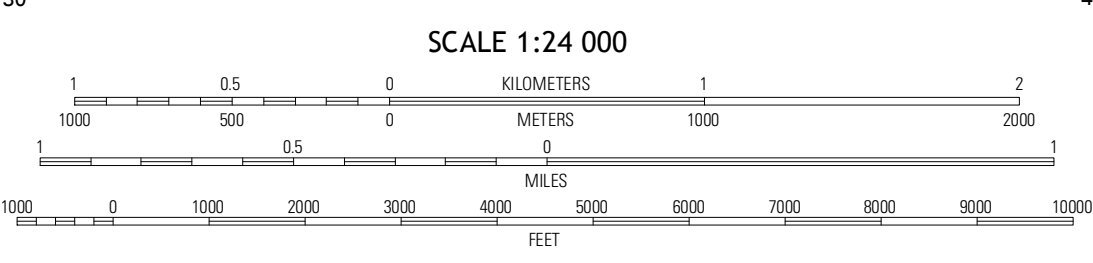 SCALE 1:24 000
1 0.5 0 KILOMETERS 1 2
1000 500 0 METERS 1000 2000
1 0.5 0 1
MILES
1000 0 1000 2000 3000 4000 5000 6000 7000 8000 9000 10000
FEET